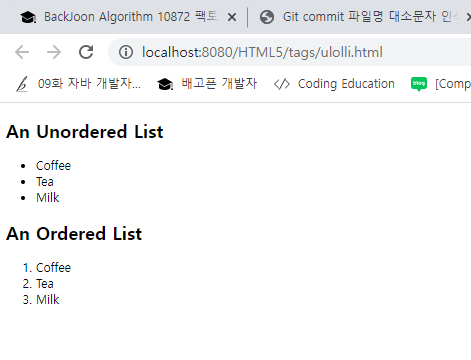 BackJoon Algorithm 10872 팩토
Git commit 파일명 대소문자 인
localhost:8080/HTML5/tags/ulolli.html
09화 자바 개발자... 배고픈 개발자 Coding Education blog [Comp
An Unordered List
• Coffee
• Tea
• Milk
An Ordered List
1. Coffee
2. Tea
3. Milk